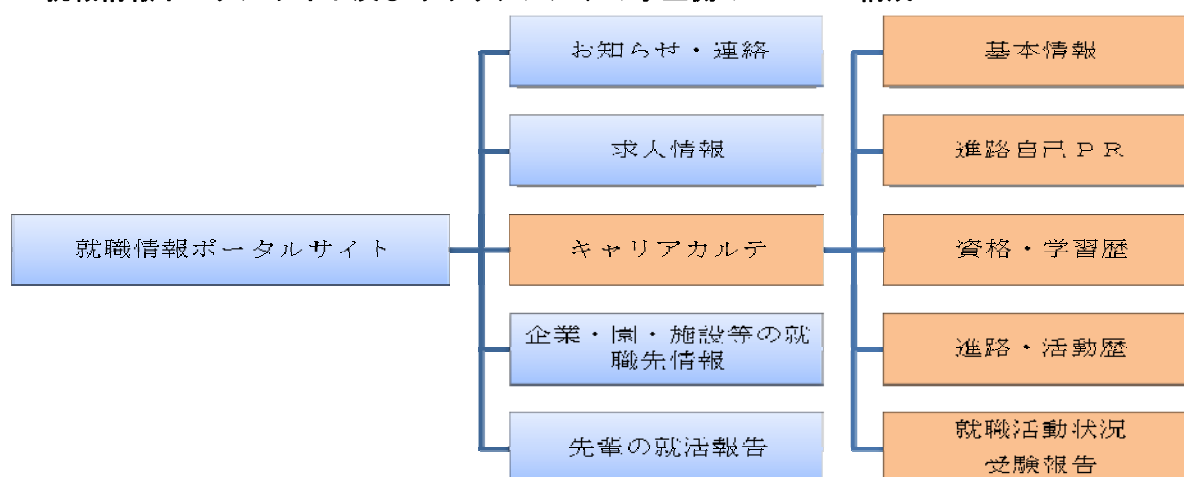 お知らせ・連絡
基本情報
求人情報
進路自己ＰＲ
就職情報ポータルサイト
キャリアカルテ
資格・学習歴
企業・園・施設等の就
職先情報
進路・活動歴
先輩の就活報告
就職活動状況
受験報告